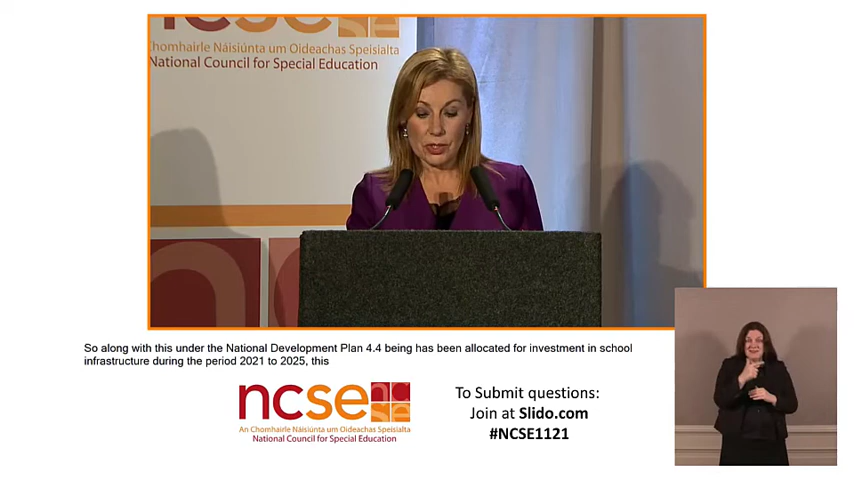 ncse
Chomhairle Náisiúnta um Oideachas Speisialta
National Council for Special Education
So along with this under the National Development Plan 4.4 being has been allocated for investment in school
infrastructure during the period 2021 to 2025, this
ncse
nc
se
An Chomhairle Náisiúnta um Oideachas Speisialta
National Council for Special Education
To Submit questions:
Join at Slido.com
#NCSE1121